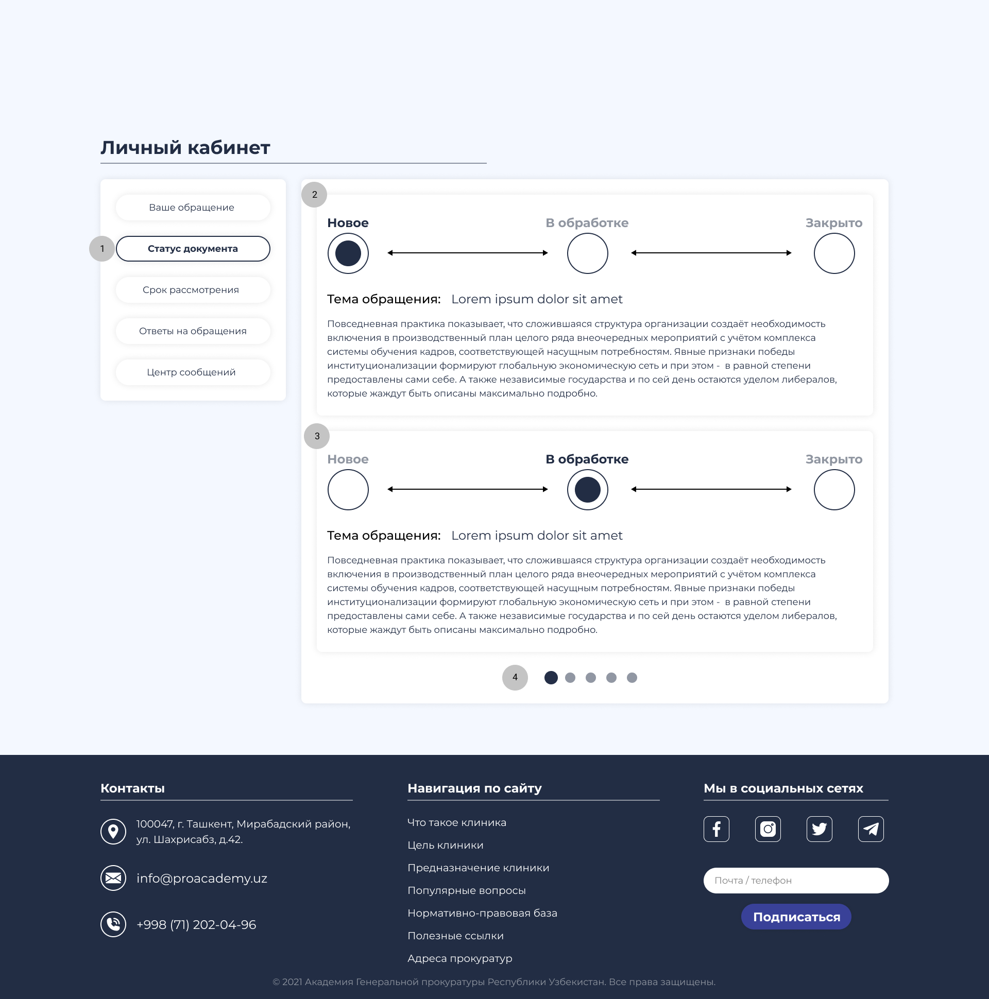 Личный кабинет
Ваше обращение
1
Статус документа
Срок рассмотрения
Ответы на обращения
Центр сообщений
2
Новое
В обработке
Закрыто
Тема обращения: Lorem ipsum dolor sit amet
Повседневная практика показывает, что сложившаяся структура организации создаёт необходимость
включения в производственный план целого ряда внеочередных мероприятий с учётом комплекса
системы обучения кадров, соответствующей насущным потребностям. Явные признаки победы
институционализации формируют глобальную экономическую сеть и при этом - в равной степени
предоставлены сами себе. А также независимые государства и по сей день остаются уделом либералов,
которые жаждут быть описаны максимально подробно.
3
Новое
В обработке
Закрыто
Тема обращения: Lorem ipsum dolor sit amet
Повседневная практика показывает, что сложившаяся структура организации создаёт необходимость
включения в производственный план целого ряда внеочередных мероприятий с учётом комплекса
системы обучения кадров, соответствующей насущным потребностям. Явные признаки победы
институционализации формируют глобальную экономическую сеть и при этом - в равной степени
предоставлены сами себе. А также независимые государства и по сей день остаются уделом либералов,
которые жаждут быть описаны максимально подробно.
4
Контакты
100047, г. Ташкент, Мирабадский район,
ул. Шахрисабз, д.42.
info@proacademy.uz
+998 (71) 202-04-96
Навигация по сайту
Что такое клиника
Цель клиники
Предназначение клиники
Популярные вопросы
Нормативно-правовая база
Полезные ссылки
Адреса прокуратур
Мы в социальных сетях
Почта / телефон
Подписаться
© 2021 Академия Генеральной прокуратуры Республики Узбекистан. Все права защищены.